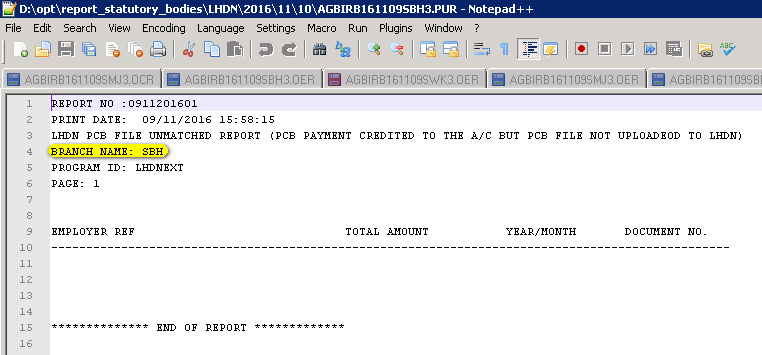 D:\opt\report_statutory_bodies\LHDN\2016\11\10\AGBIRB161109SBH3.PUR - Notepad++
File Edit Search View Encoding Language Settings Macro Run Plugins Window ?
AGBIRB161109SMJ3.OCR AGBIRB161109SBH3.OER AGBIRB161109SWK3.OER AGBIRB161109SMJ3.OER AGBIRB161109SB
1 REPORT NO :0911201601
2 PRINT DATE: 09/11/2016 15:58:15
3 LHDN PCB FILE UNMATCHED REPORT (PCB PAYMENT CREDITED TO THE A/C BUT PCB FILE NOT UPLOADEOD TO LHDN)
4 BRANCH NAME: SBH
5 PROGRAM ID: LHDNEXT
6 PAGE: 1
7
8
9 EMPLOYER REF TOTAL AMOUNT YEAR/MONTH DOCUMENT NO.
10 ------------------------------------------------------------------------------------------------------------------
11
12
13
14
15 ************** END OF REPORT *************
16